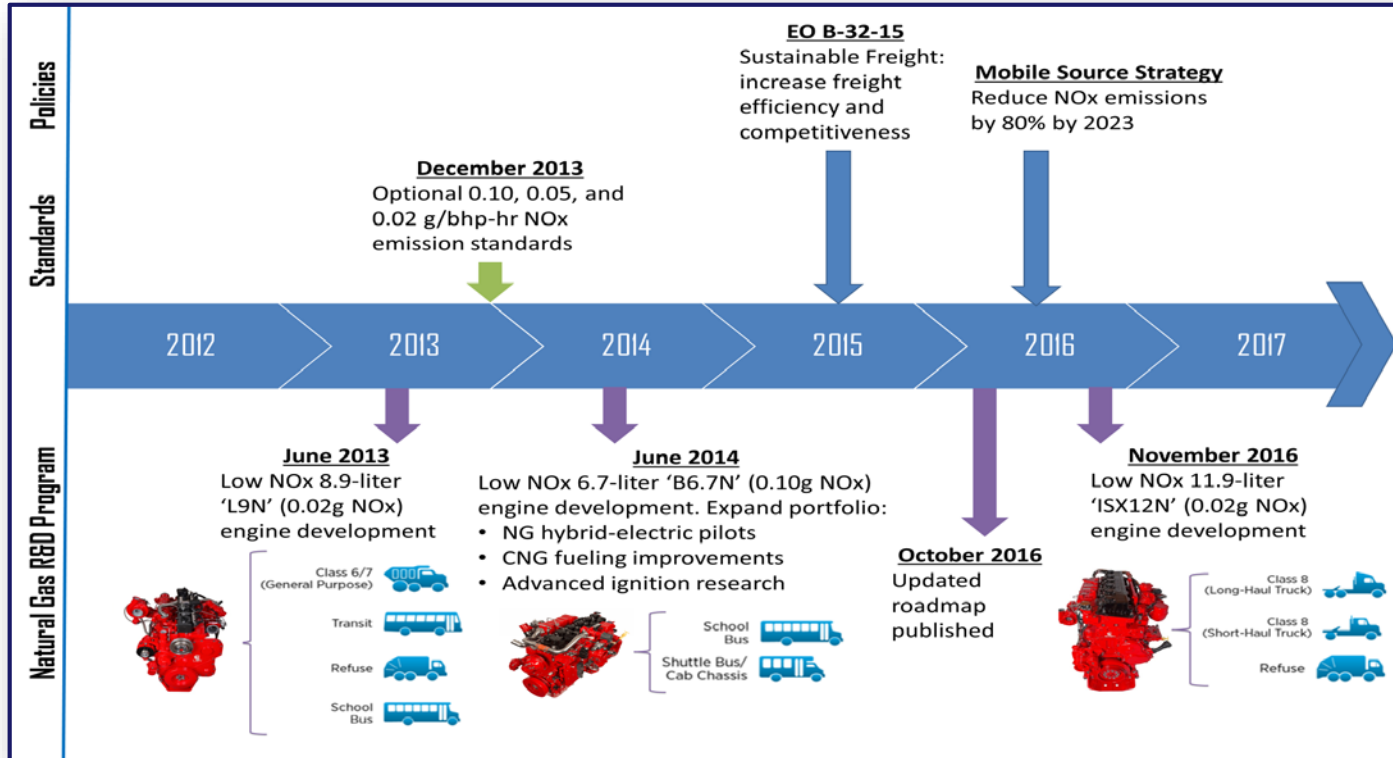 Policies
Standards
Natural Gas R&D Program
EO B-32-15
Sustainable Freight:
increase freight
efficiency and
competitiveness
Mobile Source Strategy
Reduce NOx emissions
by 80% by 2023
December 2013
Optional 0.10, 0.05, and
0.02 g/bhp-hr NOx
emission standards
2012
2013
2014
2015
2016
2017
June 2013
Low NOx 8.9-liter
‘L9N’ (0.02g NOx)
engine development
Class 6/7
(General Purpose)
Transit
Refuse
School
Bus
June 2014
Low NOx 6.7-liter ‘B6.7N’ (0.10g NOx)
engine development. Expand portfolio:
• NG hybrid-electric pilots
• CNG fueling improvements
• Advanced ignition research
School
Bus
Shuttle Bus/
Cab Chassis
October 2016
Updated
roadmap
published
November 2016
Low NOx 11.9-liter
‘ISX12N’ (0.02g NOx)
engine development
Class 8
(Long-Haul Truck)
Class 8
(Short-Haul Truck)
Refuse